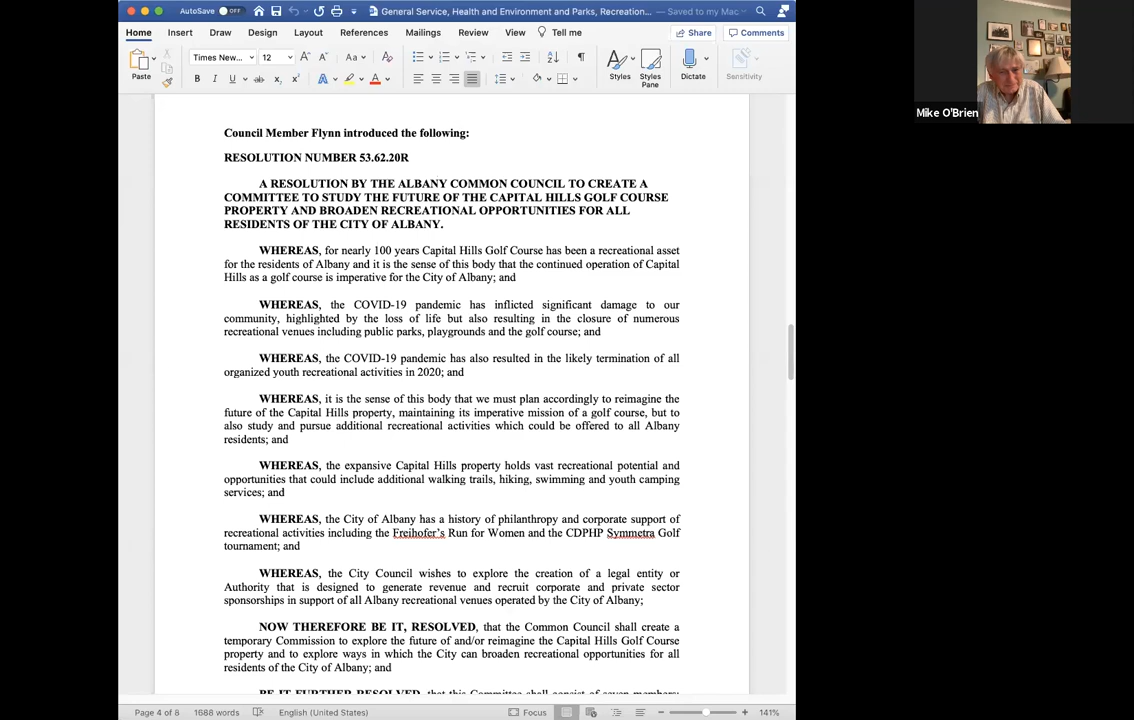 AutoSave OFF General Service, Health and Environment and Parks, Recreation... — Saved to my Mac
Home Insert Draw Design Layout References Mailings Review View Tell me Share Comments
Paste Times New... 12 A A Aa A Styles Styles Pane Dictate Sensitivity
B I U ab x2 x2 A A
Council Member Flynn introduced the following:
RESOLUTION NUMBER 53.62.20R
A RESOLUTION BY THE ALBANY COMMON COUNCIL TO CREATE A
COMMITTEE TO STUDY THE FUTURE OF THE CAPITAL HILLS GOLF COURSE
PROPERTY AND BROADEN RECREATIONAL OPPORTUNITIES FOR ALL
RESIDENTS OF THE CITY OF ALBANY.
WHEREAS, for nearly 100 years Capital Hills Golf Course has been a recreational asset
for the residents of Albany and it is the sense of this body that the continued operation of Capital
Hills as a golf course is imperative for the City of Albany; and
WHEREAS, the COVID-19 pandemic has inflicted significant damage to our
community, highlighted by the loss of life but also resulting in the closure of numerous
recreational venues including public parks, playgrounds and the golf course; and
WHEREAS, the COVID-19 pandemic has also resulted in the likely termination of all
organized youth recreational activities in 2020; and
WHEREAS, it is the sense of this body that we must plan accordingly to reimagine the
future of the Capital Hills property, maintaining its imperative mission of a golf course, but to
also study and pursue additional recreational activities which could be offered to all Albany
residents; and
WHEREAS, the expansive Capital Hills property holds vast recreational potential and
opportunities that could include additional walking trails, hiking, swimming and youth camping
services; and
WHEREAS, the City of Albany has a history of philanthropy and corporate support of
recreational activities including the Freihofer's Run for Women and the CDPHP Symmetra Golf
tournament; and
WHEREAS, the City Council wishes to explore the creation of a legal entity or
Authority that is designed to generate revenue and recruit corporate and private sector
sponsorships in support of all Albany recreational venues operated by the City of Albany;
NOW THEREFORE BE IT, RESOLVED, that the Common Council shall create a
temporary Commission to explore the future of and/or reimagine the Capital Hills Golf Course
property and to explore ways in which the City can broaden recreational opportunities for all
residents of the City of Albany; and
BE IT FURTHER RESOLVED, that this Committee shall consist of seven members:
Page 4 of 8 1688 words English (United States) Focus 141%
Mike O'Brien